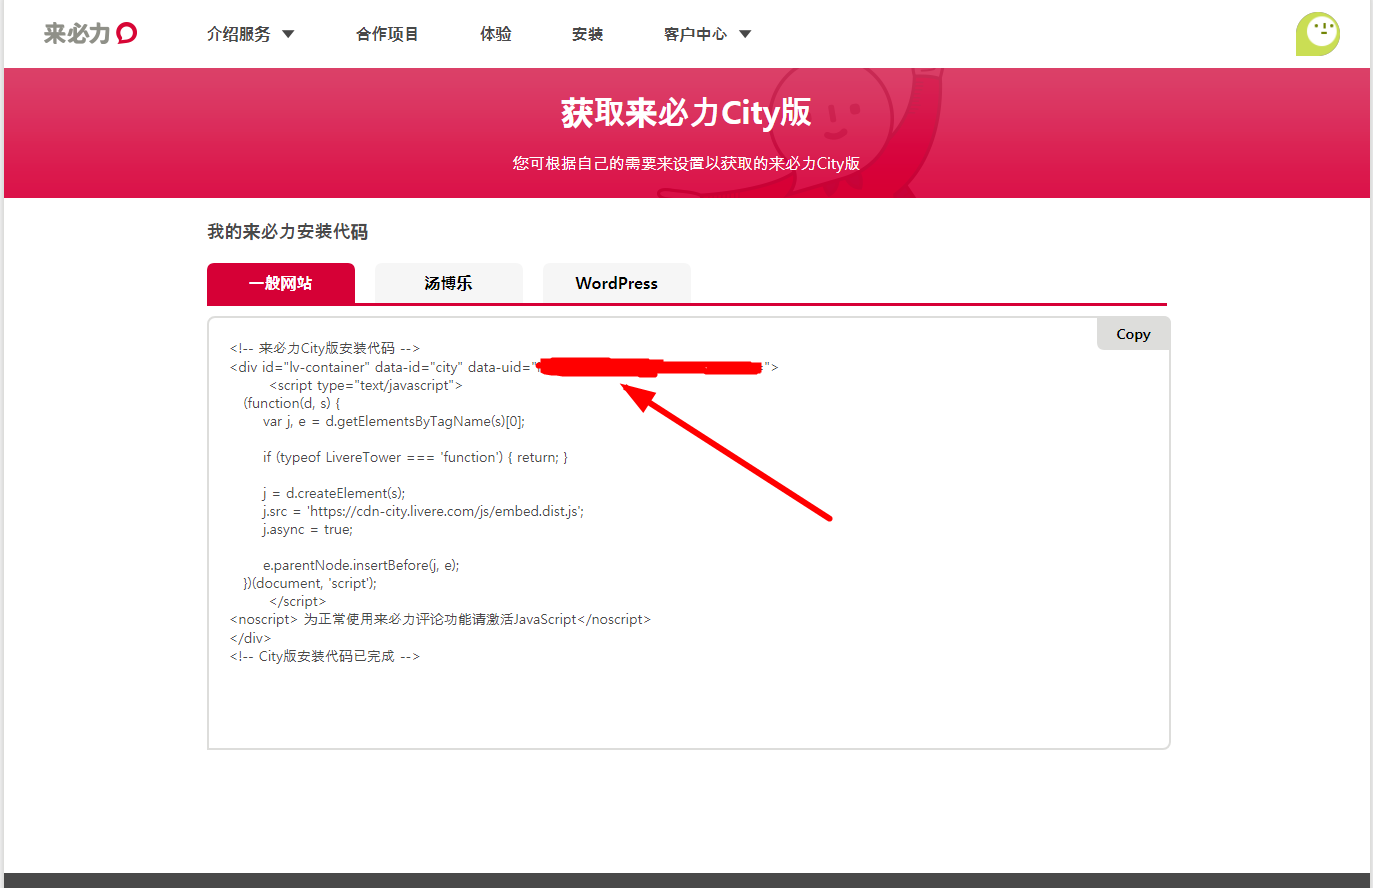 来必力
介绍服务 ▼ 合作项目 体验 安装 客户中心 ▼
获取来必力City版
您可根据自己的需要来设置以获取的来必力City版
我的来必力安装代码
一般网站 汤博乐 WordPress
Copy
<!-- 来必力City版安装代码 -->
<div id="lv-container" data-id="city" data-uid=" ">
<script type="text/javascript">
(function(d, s) {
var j, e = d.getElementsByTagName(s)[0];
if (typeof LivereTower === 'function') { return; }
j = d.createElement(s);
j.src = 'https://cdn-city.livere.com/js/embed.dist.js';
j.async = true;
e.parentNode.insertBefore(j, e);
})(document, 'script');
</script>
<noscript> 为正常使用来必力评论功能请激活JavaScript</noscript>
</div>
<!-- City版安装代码已完成 -->